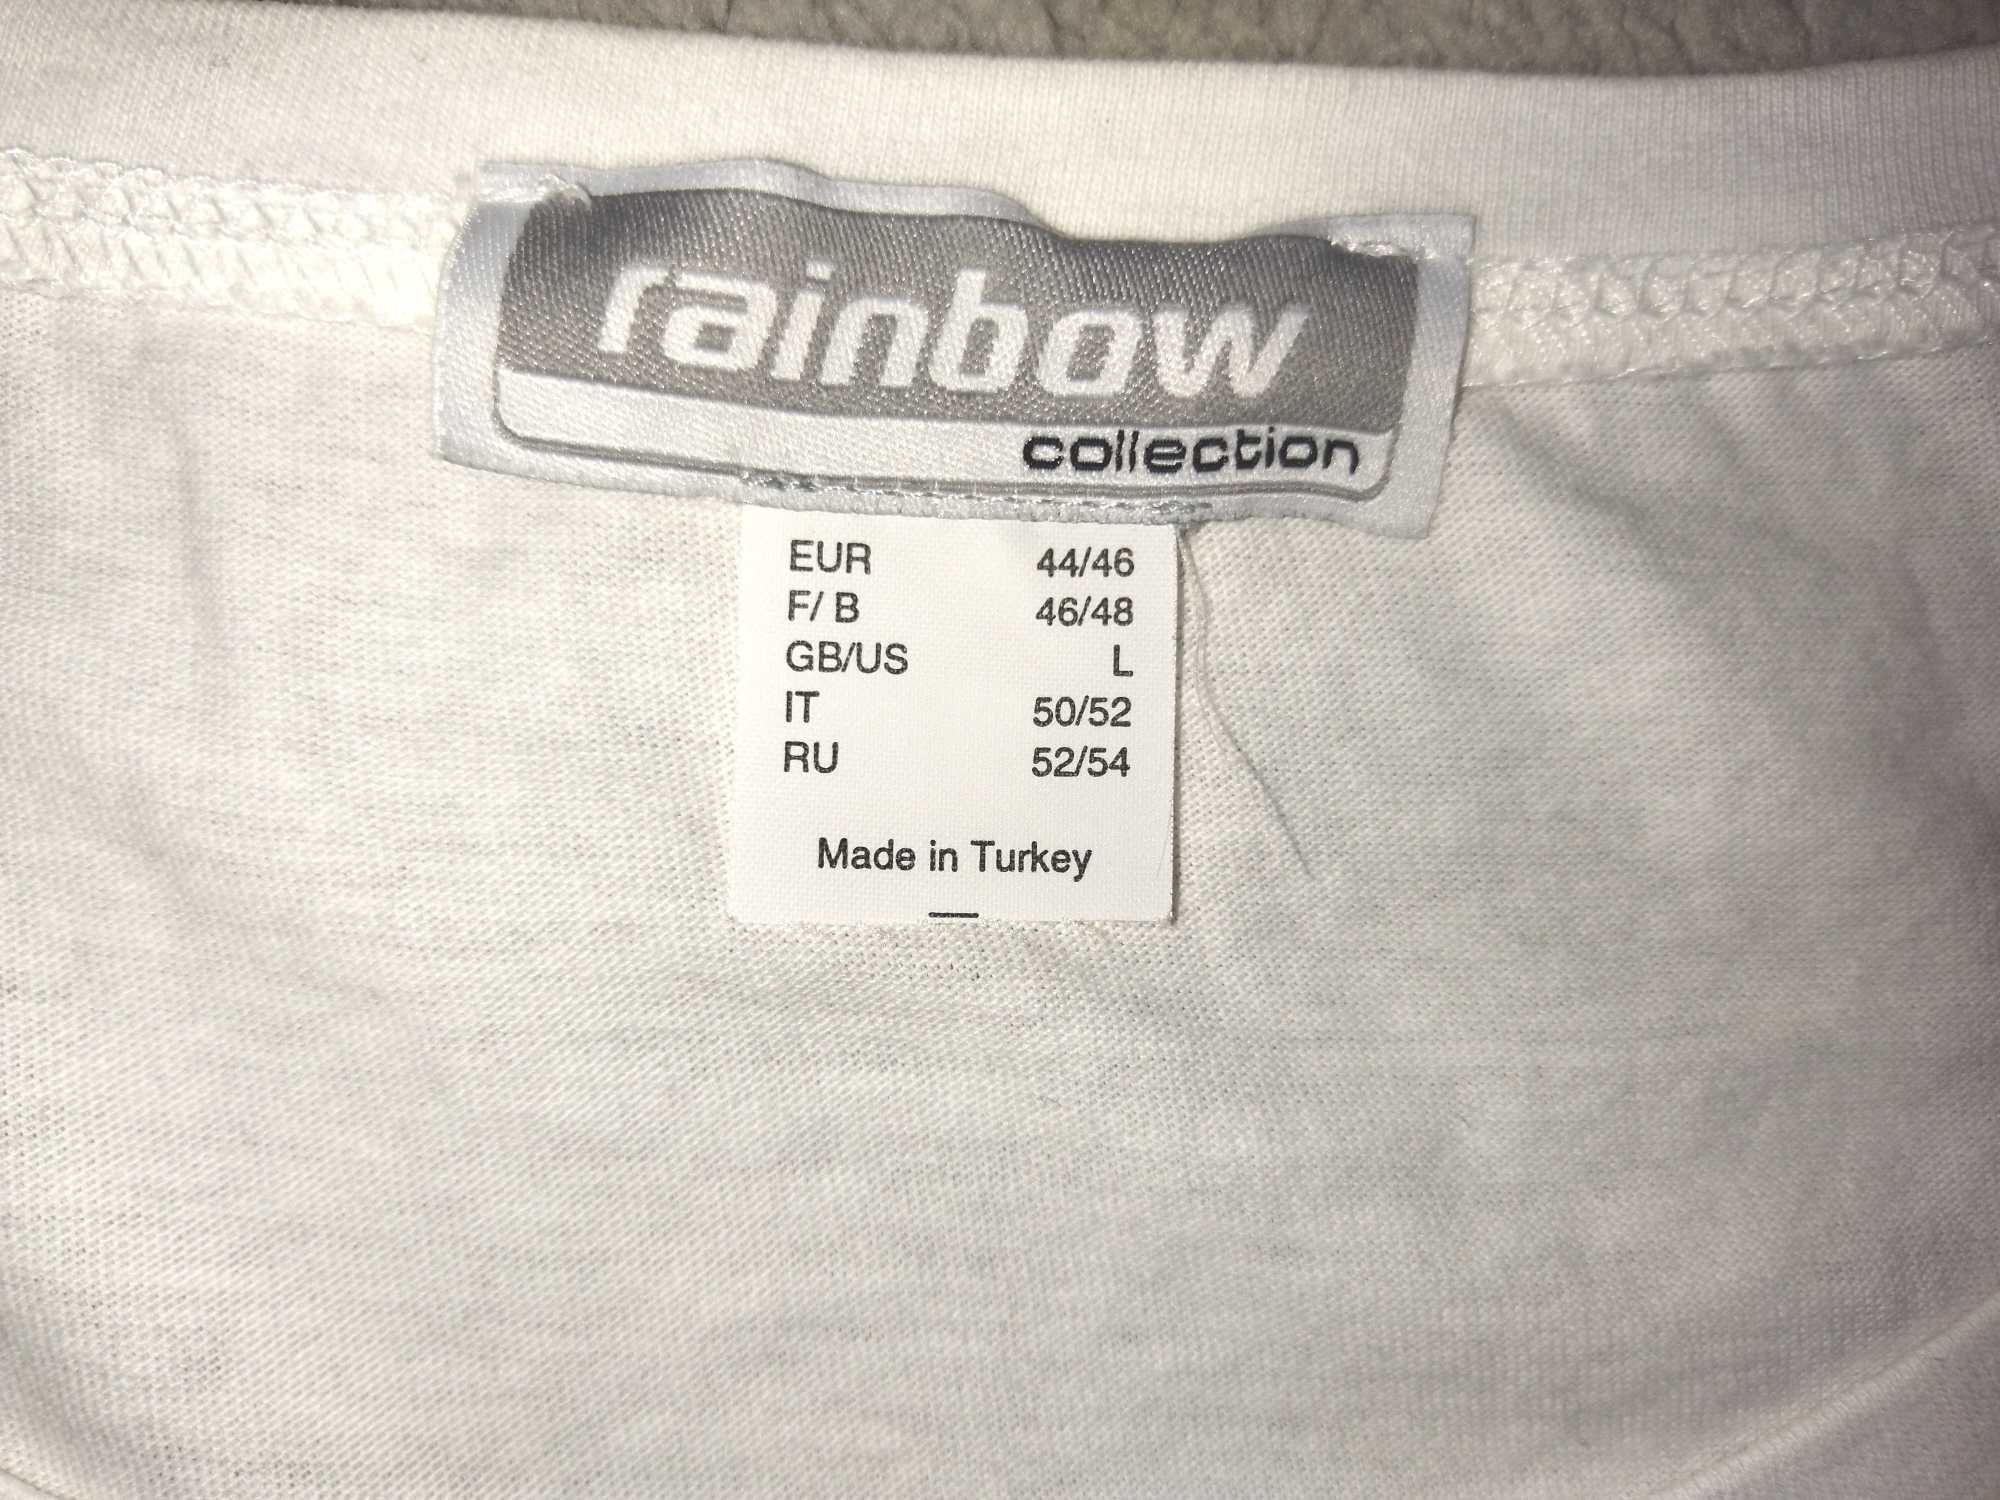 rainbow
collection
EUR 44/46
F/ B 46/48
GB/US L
IT 50/52
RU 52/54
Made in Turkey